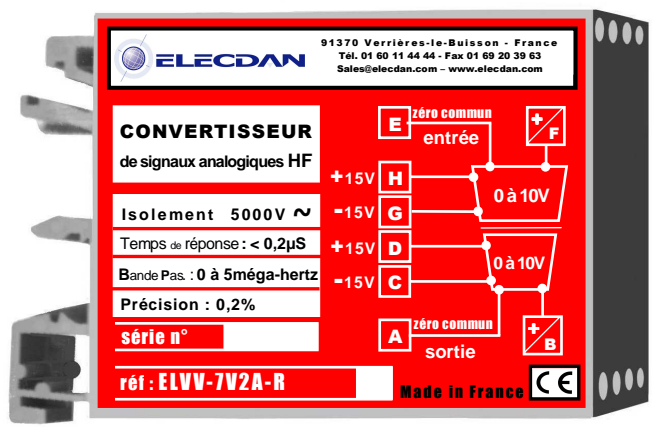 ELECDAN
91370 Verrières-le-Buisson - France
Tél. 01 60 11 44 44 - Fax 01 69 20 39 63
Sales@elecdan.com – www.elecdan.com
CONVERTISSEUR
de signaux analogiques HF
Isolement 5000V ~
Temps de réponse : < 0,2µS
Bande Pas. : 0 à 5méga-hertz
Précision : 0,2%
série n°
réf : ELVV-7V2A-R
E
zéro commun
entrée
+ F
+15V H
-15V G
0 à 10V
+15V D
-15V C
0 à 10V
A
zéro commun
sortie
+ B
Made in France CE